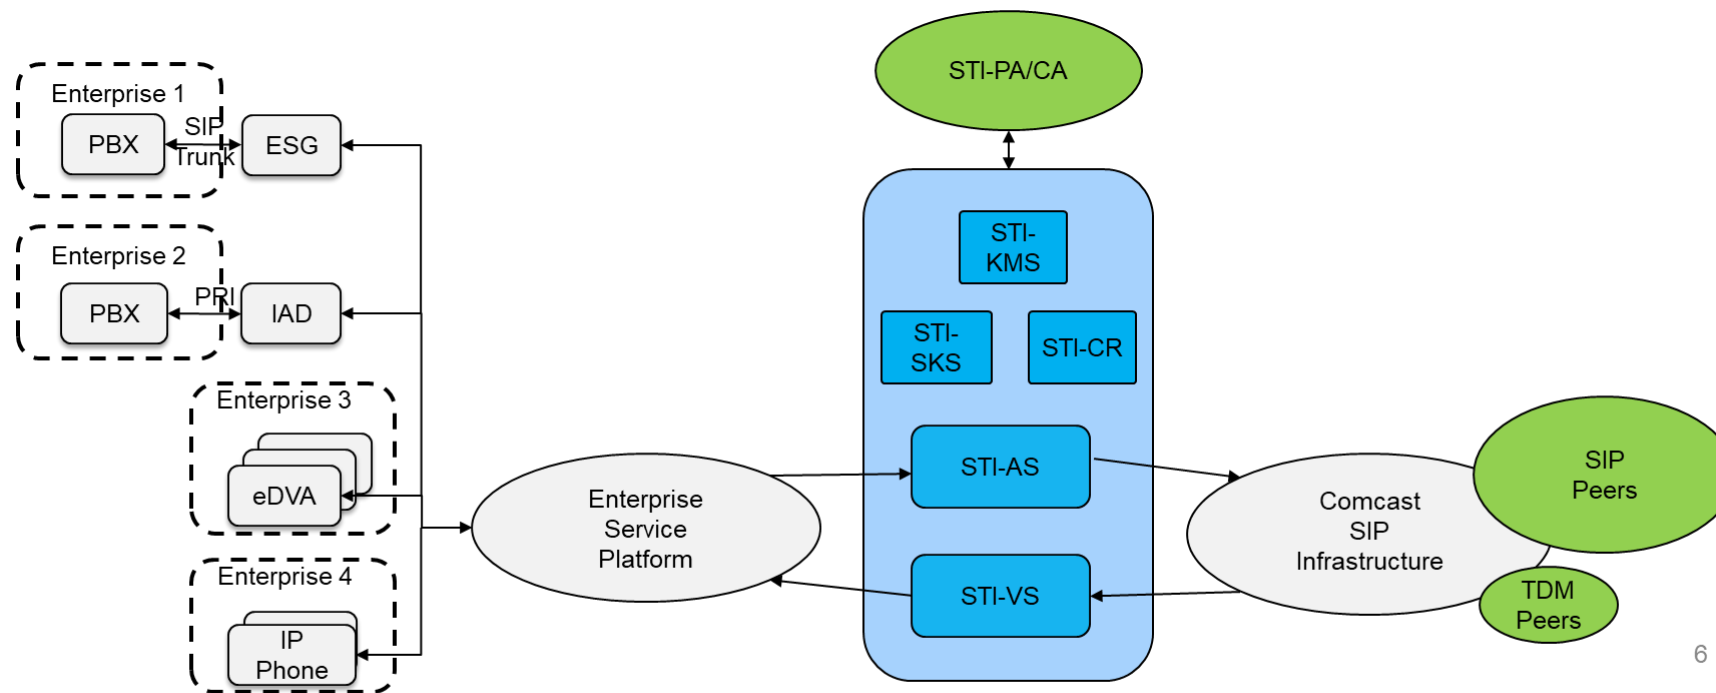 STI-PA/CA
Enterprise 1
PBX
SIP
Trunk
ESG
STI-
KMS
Enterprise 2
PBX
PRI
IAD
STI-
SKS
STI-CR
Enterprise 3
eDVA
STI-AS
SIP
Peers
Enterprise
Service
Platform
Comcast
SIP
Infrastructure
Enterprise 4
IP
Phone
STI-VS
TDM
Peers
6